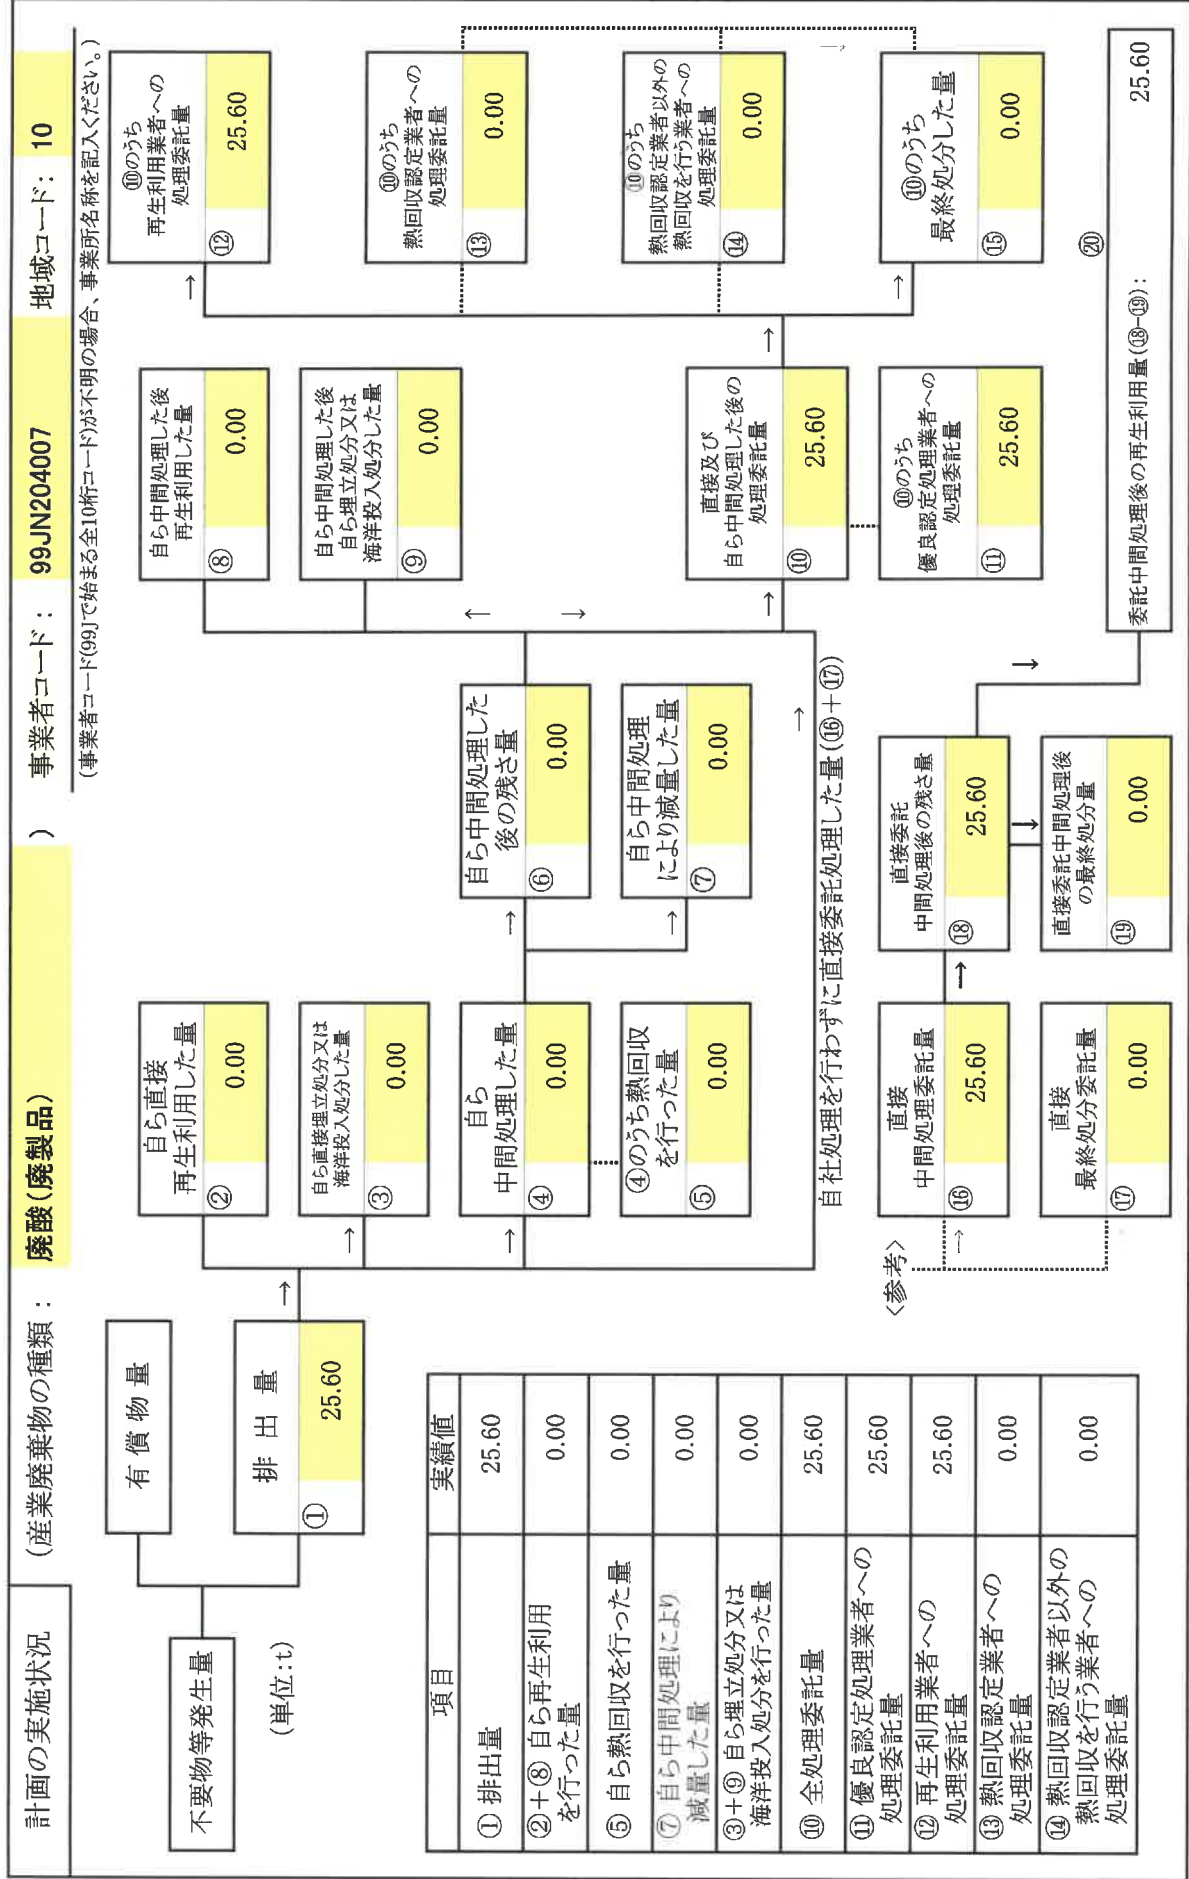 計画の実施状況
(産業廃棄物の種類： 廃酸(廃製品) ) 事業者コード： 99JN204007 地域コード： 10
(事業者コード(99Jで始まる全10桁コード)が不明の場合、事業所名称を記入ください。)
不要物等発生量
(単位:t)
有 償 物 量
排 出 量
① 25.60
→
自ら直接
再生利用した量
② 0.00
→
自ら直接埋立処分又は
海洋投入処分した量
③ 0.00
→
自ら
中間処理した量
④ 0.00
④のうち熱回収
を行った量
⑤ 0.00
→
自ら中間処理した
後の残さ量
⑥ 0.00
→
自ら中間処理
により減量した量
⑦ 0.00
自ら中間処理した後
再生利用した量
⑧ 0.00
自ら中間処理した後
自ら埋立処分又は
海洋投入処分した量
⑨ 0.00
↑
↓
→
直接及び
自ら中間処理した後の
処理委託量
⑩ 25.60
⑩のうち
優良認定処理業者への
処理委託量
⑪ 25.60
→
→
⑩のうち
再生利用業者への
処理委託量
⑫ 25.60
⑩のうち
熱回収認定業者への
処理委託量
⑬ 0.00
⑩のうち
熱回収認定業者以外の
熱回収を行う業者への
処理委託量
⑭ 0.00
→
⑩のうち
最終処分した量
⑮ 0.00
→
自社処理を行わずに直接委託処理した量(⑯＋⑰)
<参考>
→
直接
中間処理委託量
⑯ 25.60
直接
最終処分委託量
⑰ 0.00
→
直接委託
中間処理後の残さ量
⑱ 25.60
↓
直接委託中間処理後
の最終処分量
⑲ 0.00
↓
⑳
委託中間処理後の再生利用量(⑱-⑲)： 25.60
項目 実績値
① 排出量 25.60
②＋⑧ 自ら再生利用
を行った量 0.00
⑤ 自ら熱回収を行った量 0.00
⑦ 自ら中間処理により
減量した量 0.00
③＋⑨ 自ら埋立処分又は
海洋投入処分を行った量 0.00
⑩ 全処理委託量 25.60
⑪ 優良認定処理業者への
処理委託量 25.60
⑫ 再生利用業者への
処理委託量 25.60
⑬ 熱回収認定業者への
処理委託量 0.00
⑭ 熱回収認定業者以外の
熱回収を行う業者への
処理委託量 0.00